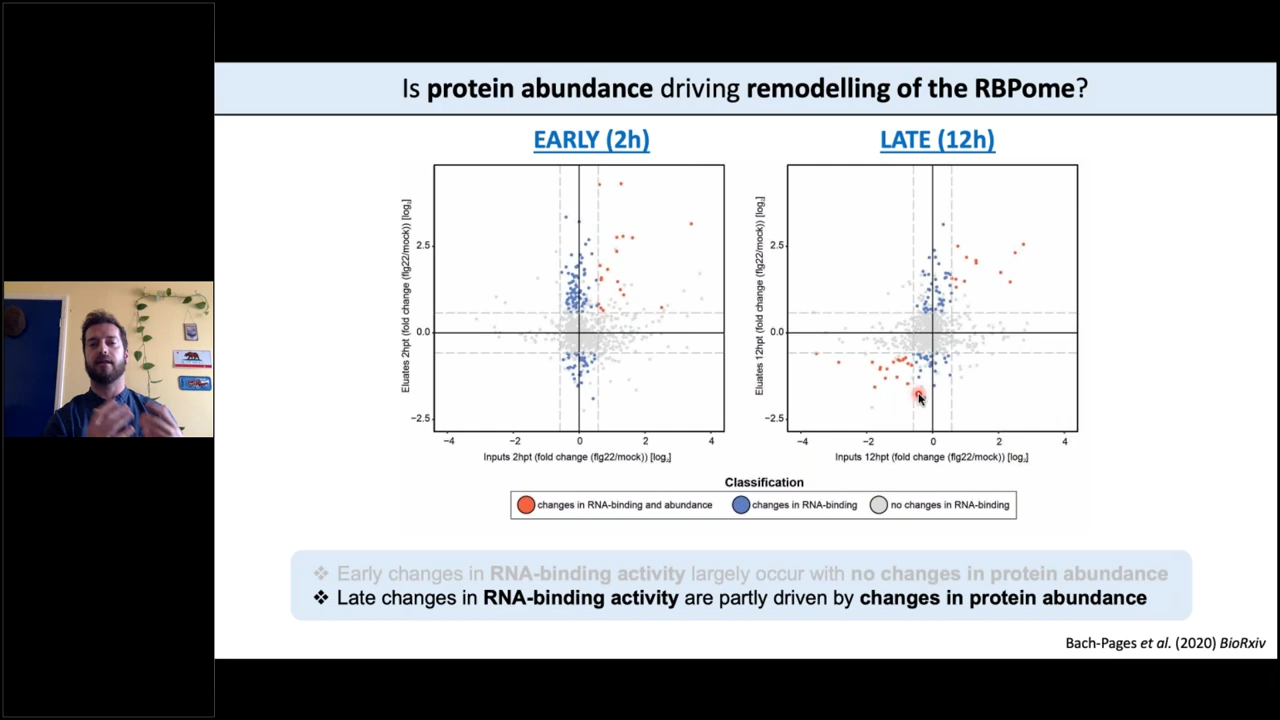 Is protein abundance driving remodelling of the RBPome?
EARLY (2h)
LATE (12h)
Eluates 2hpt (fold change (flg22/mock)) [log₂]
2.5
0.0
−2.5
−4 −2 0 2 4
Inputs 2hpt (fold change (flg22/mock)) [log₂]
Eluates 12hpt (fold change (flg22/mock)) [log₂]
2.5
0.0
−2.5
−4 −2 0 2 4
Inputs 12hpt (fold change (flg22/mock)) [log₂]
Classification
changes in RNA-binding and abundance changes in RNA-binding no changes in RNA-binding
❖ Early changes in RNA-binding activity largely occur with no changes in protein abundance
❖ Late changes in RNA-binding activity are partly driven by changes in protein abundance
Bach-Pages et al. (2020) BioRxiv